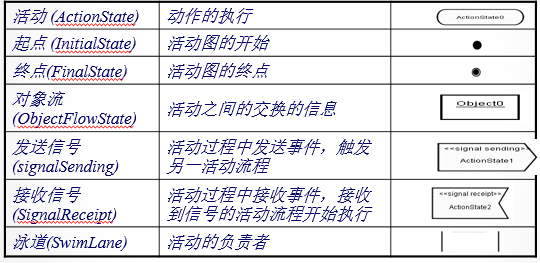 活动 (ActionState) 动作的执行 ActionState0
起点 (InitialState) 活动图的开始
终点(FinalState) 活动图的终点
对象流
(ObjectFlowState)
活动之间的交换的信息
Object0
发送信号
(signalSending)
活动过程中发送事件，触发
另一活动流程
<<signal sending>>
ActionState1
接收信号
(SignalReceipt)
活动过程中接收事件，接收
到信号的活动流程开始执行
<<signal receipt>>
ActionState2
泳道(SwimLane) 活动的负责者